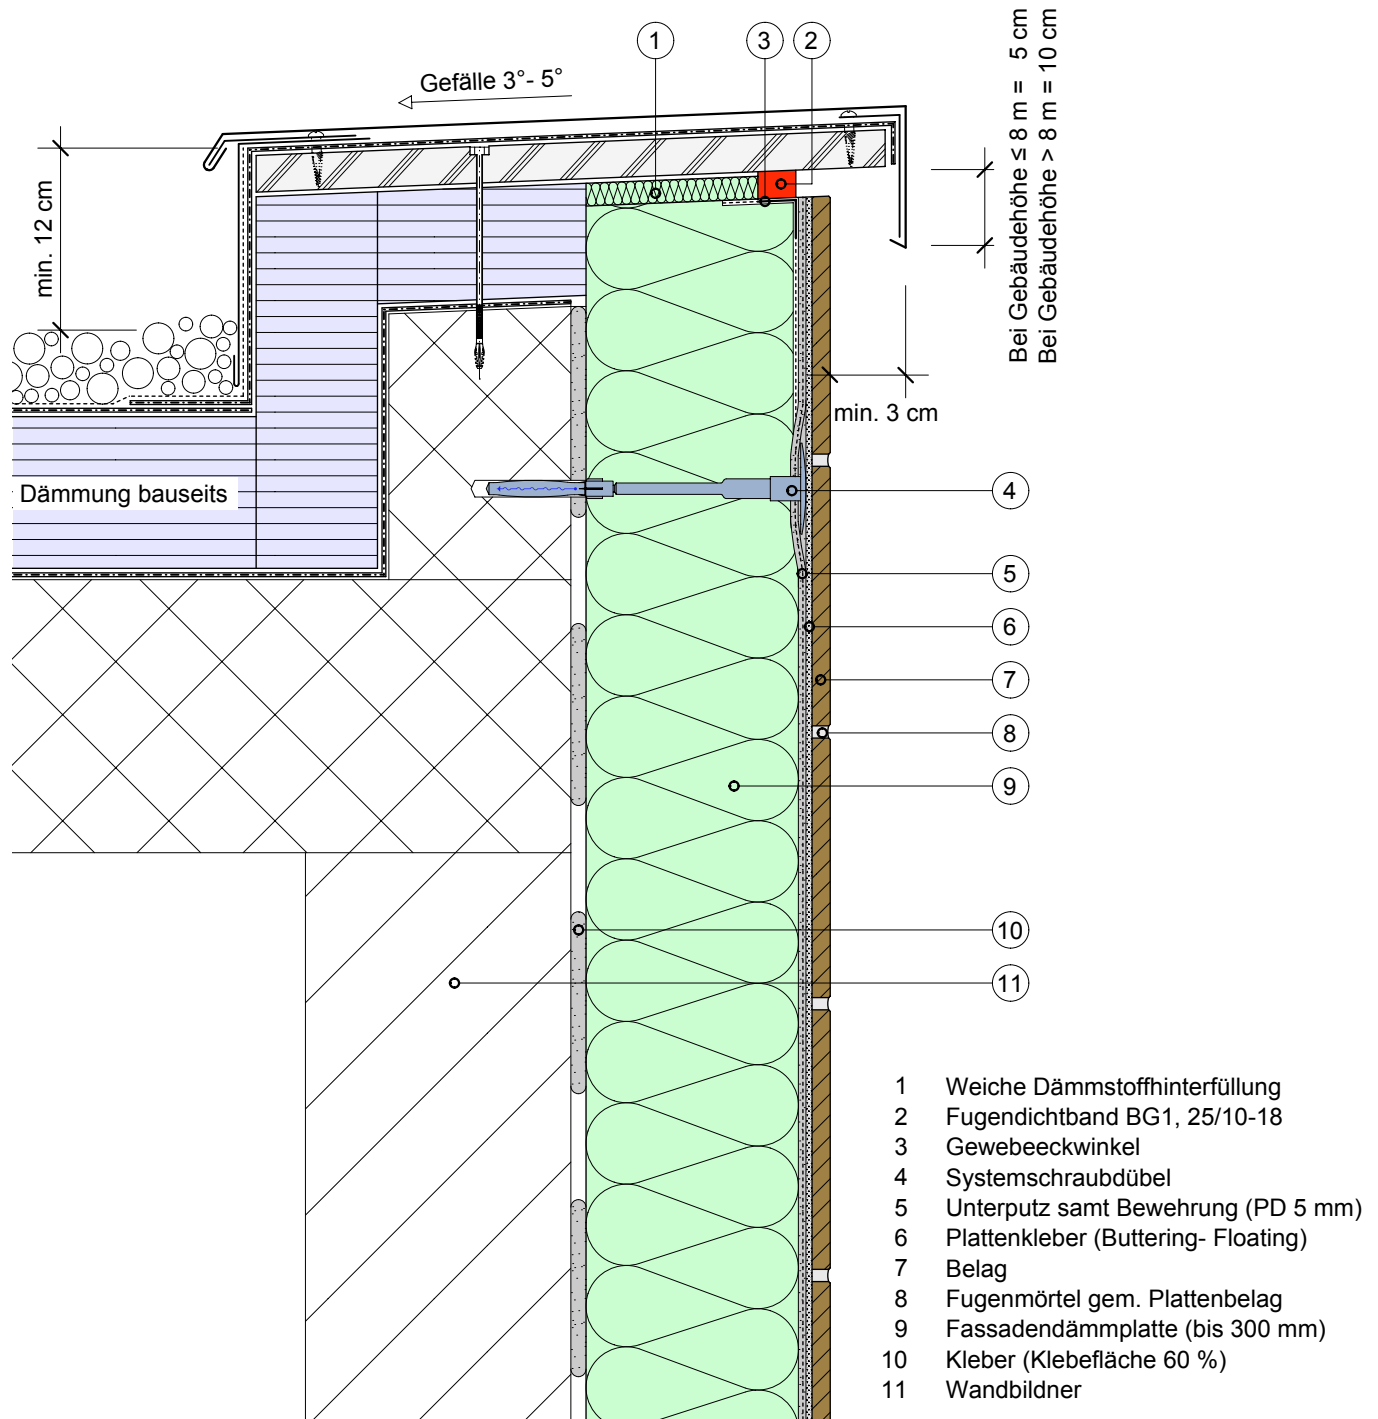 1
3
2
Gefälle 3°- 5°
Bei Gebäudehöhe ≤ 8 m = 5 cm
Bei Gebäudehöhe > 8 m = 10 cm
min. 12 cm
min. 3 cm
Dämmung bauseits
4
5
6
7
8
9
10
11
1 Weiche Dämmstoffhinterfüllung
2 Fugendichtband BG1, 25/10-18
3 Gewebeeckwinkel
4 Systemschraubdübel
5 Unterputz samt Bewehrung (PD 5 mm)
6 Plattenkleber (Buttering- Floating)
7 Belag
8 Fugenmörtel gem. Plattenbelag
9 Fassadendämmplatte (bis 300 mm)
10 Kleber (Klebefläche 60 %)
11 Wandbildner